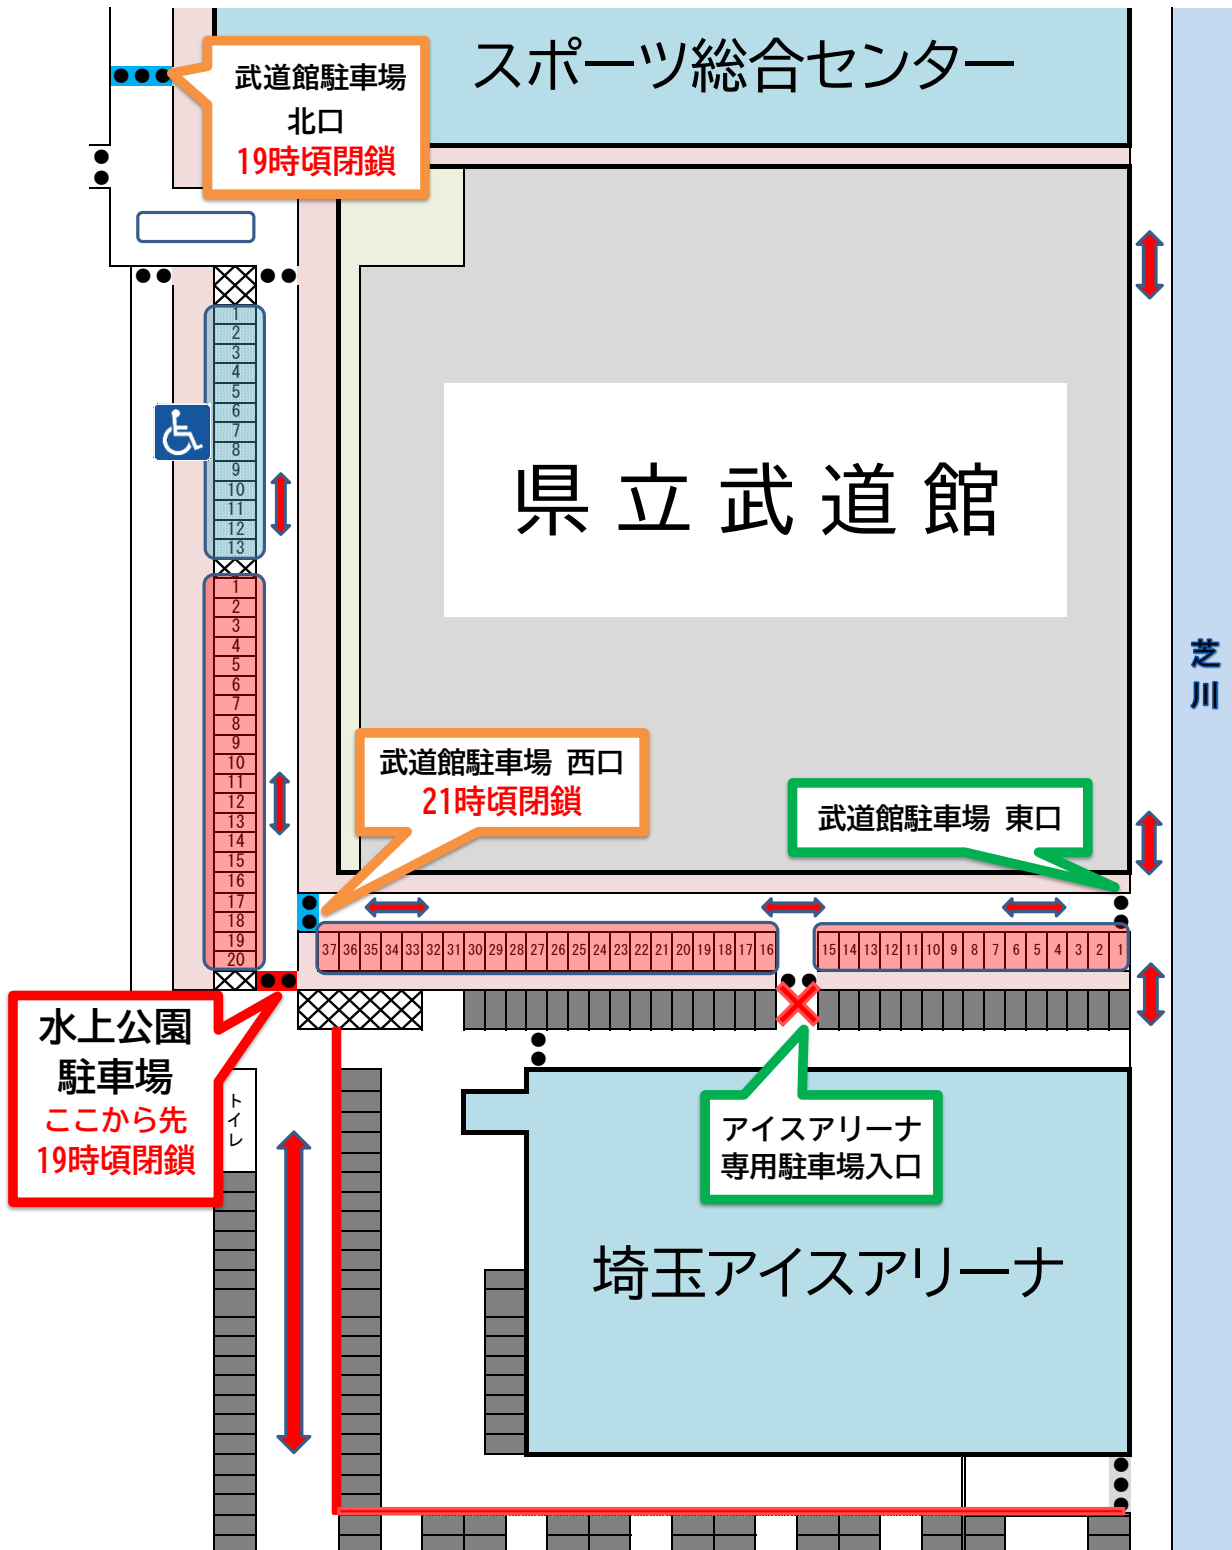 スポーツ総合センター
武道館駐車場
北口
19時頃閉鎖
1
2
3
4
5
6
7
8
9
10
11
12
13
県立武道館
芝川
1
2
3
4
5
6
7
8
9
10
11
12
13
14
15
16
17
18
19
20
武道館駐車場 西口
21時頃閉鎖
武道館駐車場 東口
37 36 35 34 33 32 31 30 29 28 27 26 25 24 23 22 21 20 19 18 17 16
15 14 13 12 11 10 9 8 7 6 5 4 3 2 1
水上公園
駐車場
ここから先
19時頃閉鎖
トイレ
アイスアリーナ
専用駐車場入口
埼玉アイスアリーナ